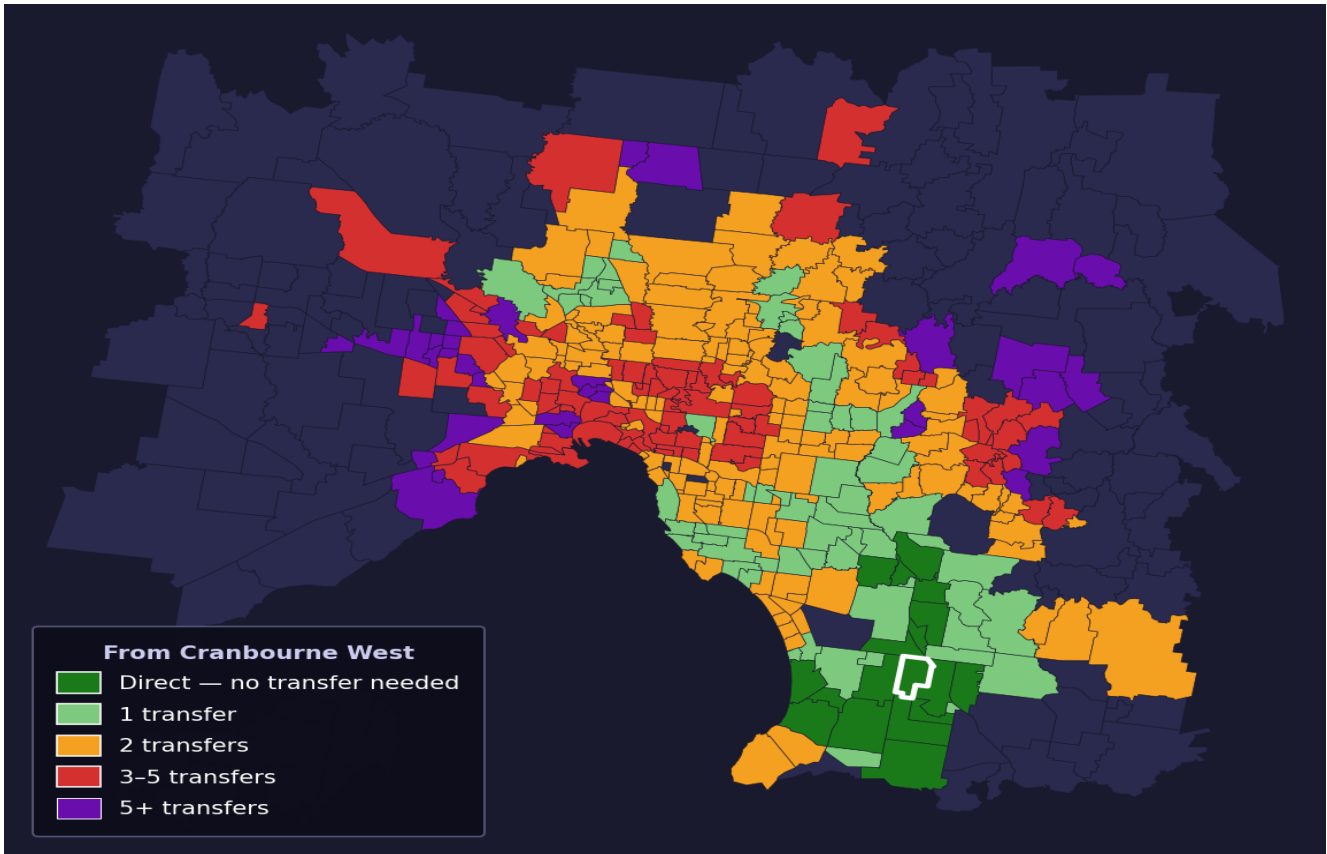 From Cranbourne West
Direct — no transfer needed
1 transfer
2 transfers
3–5 transfers
5+ transfers